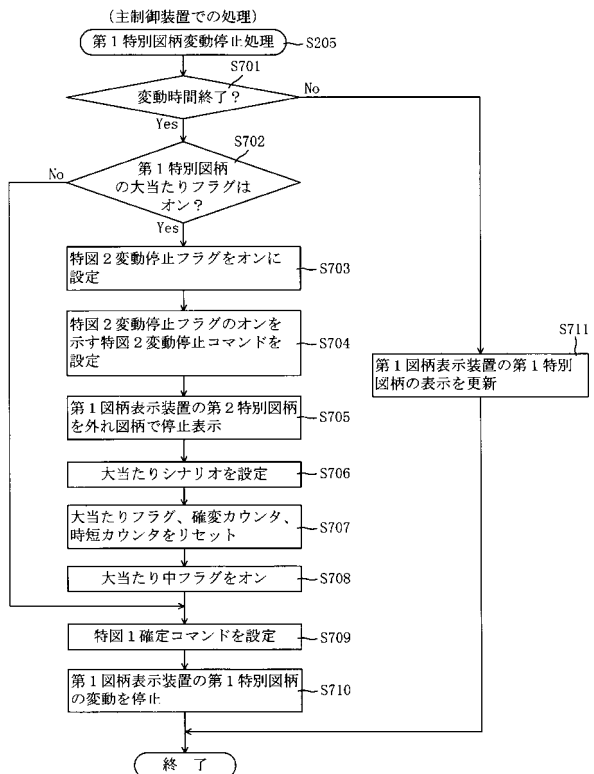 (主制御装置での処理)
第1特別図柄変動停止処理
S205
S701
変動時間終了?
No
Yes
S702
第1特別図柄
の大当たりフラグは
オン?
No
Yes
特図2変動停止フラグをオンに
設定
S703
特図2変動停止フラグのオンを
示す特図2変動停止コマンドを
設定
S704
S711
第1図柄表示装置の第1特別
図柄の表示を更新
第1図柄表示装置の第2特別図柄
を外れ図柄で停止表示
S705
大当たりシナリオを設定
S706
大当たりフラグ、確変カウンタ、
時短カウンタをリセット
S707
大当たり中フラグをオン
S708
特図1確定コマンドを設定
S709
第1図柄表示装置の第1特別図柄
の変動を停止
S710
終 了